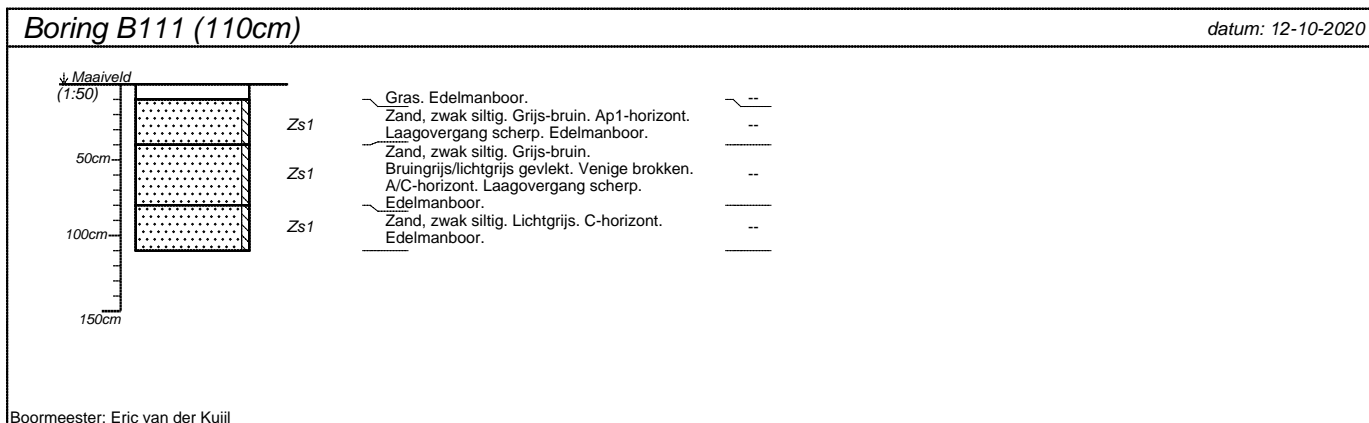 Boring B111 (110cm)
datum: 12-10-2020
Maaiveld
(1:50)
50cm
100cm
150cm
Zs1
Zs1
Zs1
Gras. Edelmanboor.
--
Zand, zwak siltig. Grijs-bruin. Ap1-horizont.
Laagovergang scherp. Edelmanboor.
--
Zand, zwak siltig. Grijs-bruin.
Bruingrijs/lichtgrijs gevlekt. Venige brokken.
A/C-horizont. Laagovergang scherp.
Edelmanboor.
--
Zand, zwak siltig. Lichtgrijs. C-horizont.
Edelmanboor.
--
Boormeester: Eric van der Kuijl